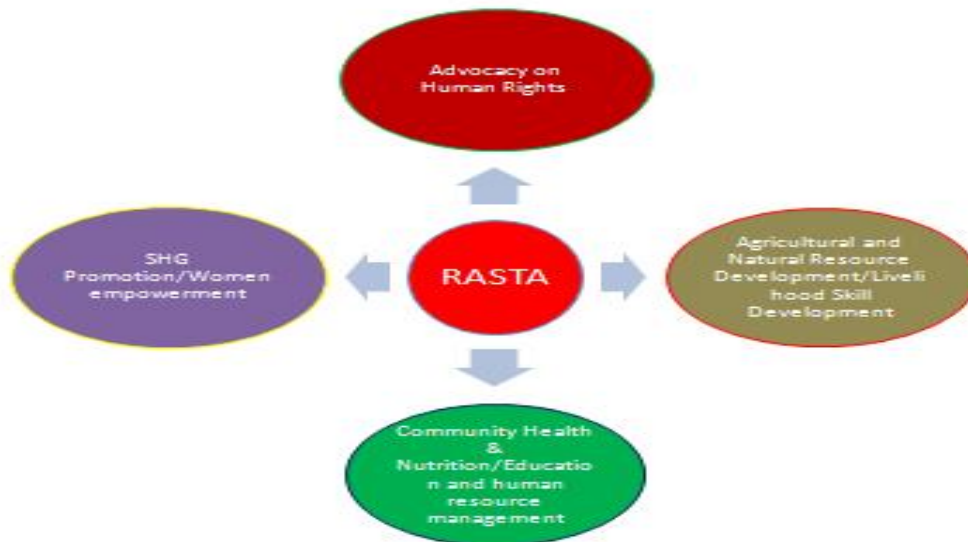 Advocacy on
Human Rights
SHG
Promotion/Women
empowerment
RASTA
Agricultural and
Natural Resource
Development/Liveli
hood Skill
Development
Community Health
&
Nutrition/Educatio
n and human
resource
management